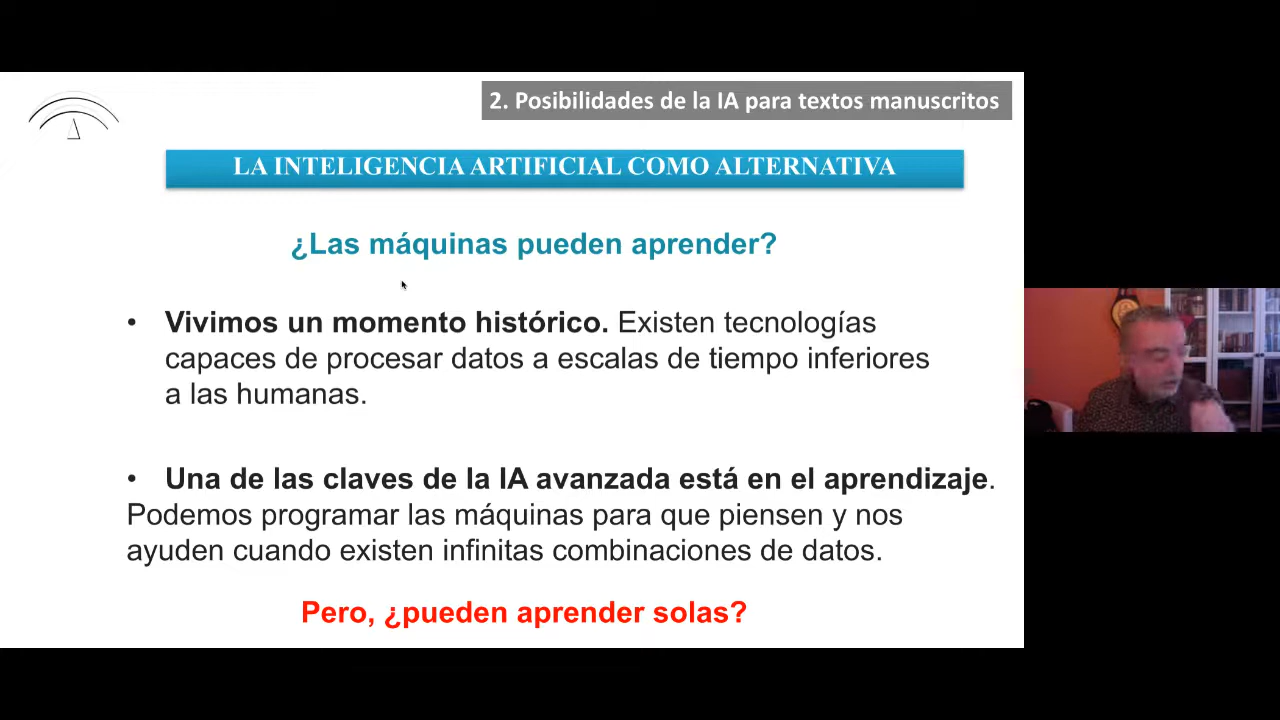 2. Posibilidades de la IA para textos manuscritos
LA INTELIGENCIA ARTIFICIAL COMO ALTERNATIVA
¿Las máquinas pueden aprender?
• Vivimos un momento histórico. Existen tecnologías
capaces de procesar datos a escalas de tiempo inferiores
a las humanas.
• Una de las claves de la IA avanzada está en el aprendizaje.
Podemos programar las máquinas para que piensen y nos
ayuden cuando existen infinitas combinaciones de datos.
Pero, ¿pueden aprender solas?